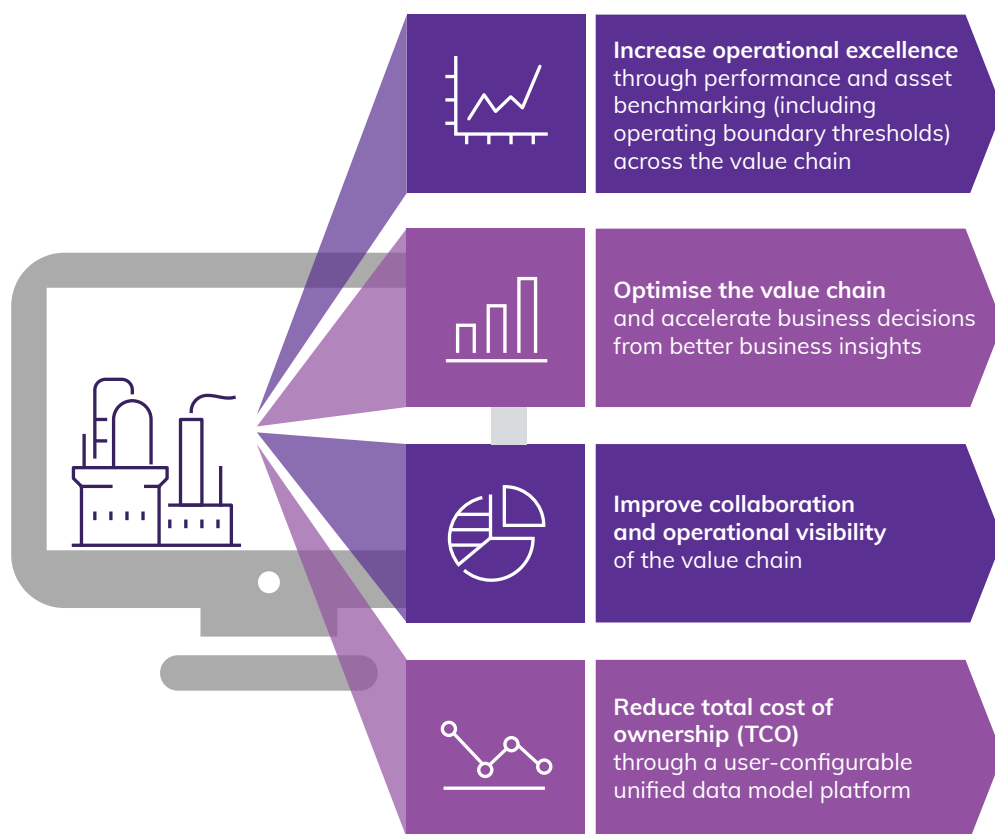 Increase operational excellence
through performance and asset
benchmarking (including
operating boundary thresholds)
across the value chain
Optimise the value chain
and accelerate business decisions
from better business insights
Improve collaboration
and operational visibility
of the value chain
Reduce total cost of
ownership (TCO)
through a user-configurable
unified data model platform